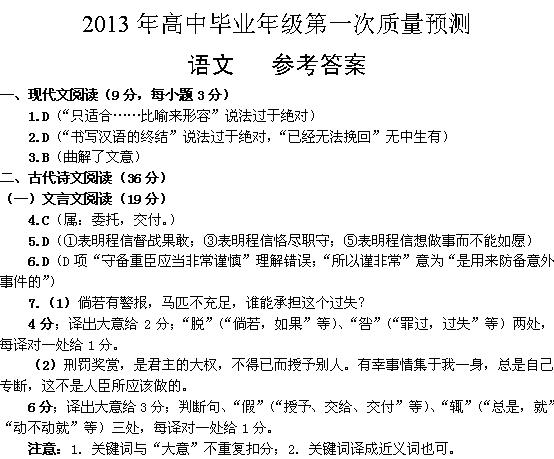 2013年高中毕业年级第一次质量预测
语文 参考答案
一、现代文阅读（9分，每小题3分）
1.D（“只适合……比喻来形容”说法过于绝对）
2.D（“书写汉语的终结”说法过于绝对，“已经无法挽回”无中生有）
3.B（曲解了文意）
二、古代诗文阅读（36分）
（一）文言文阅读（19分）
4.C（属：委托，交付。）
5.D（①表明程信督战果敢；③表明程信恪尽职守；⑤表明程信想做事而不能如愿）
6.D（D项“守备重臣应当非常谨慎”理解错误；“所以谨非常”意为“是用来防备意外
事件的”）
7.（1）倘若有警报，马匹不充足，谁能承担这个过失？
4分；译出大意给2分；“脱”（“倘若，如果”等）、“咎”（“罪过，过失”等）两处，
每译对一处给1分。
（2）刑罚奖赏，是君主的大权，不得已而授予别人。有幸事情集于我一身，总是自己
专断，这不是人臣所应该做的。
6分；译出大意给3分；判断句、“假”（“授予、交给、交付”等）、“辄”（“总是，就”
“动不动就”等）三处，每译对一处给1分。
注意：1. 关键词与“大意”不重复扣分；2. 关键词译成近义词也可。